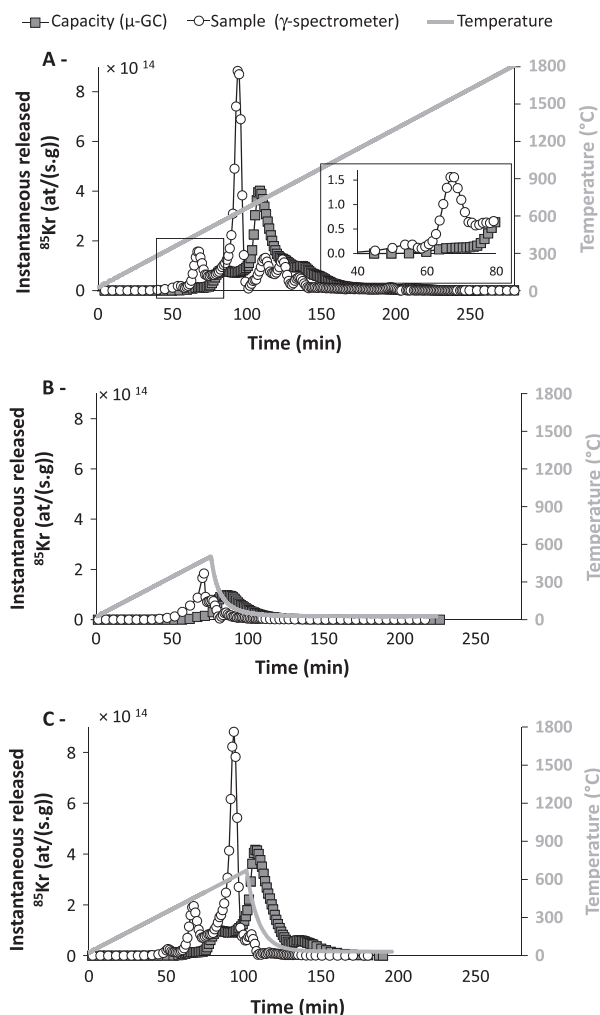 Capacity (μ-GC) Sample (γ-spectrometer) Temperature
A -
× 10 14
Instantaneous released
85Kr (at/(s.g))
8
6
4
2
0
0 50 100 150 200 250
Time (min)
1800
1500
1200
900
600
300
0
Temperature (°C)
1.5
1.0
0.5
0.0
40 60 80
B -
× 10 14
Instantaneous released
85Kr (at/(s.g))
8
6
4
2
0
0 50 100 150 200 250
Time (min)
1800
1500
1200
900
600
300
0
Temperature (°C)
C -
× 10 14
Instantaneous released
85Kr (at/(s.g))
8
6
4
2
0
0 50 100 150 200 250
Time (min)
1800
1500
1200
900
600
300
0
Temperature (°C)